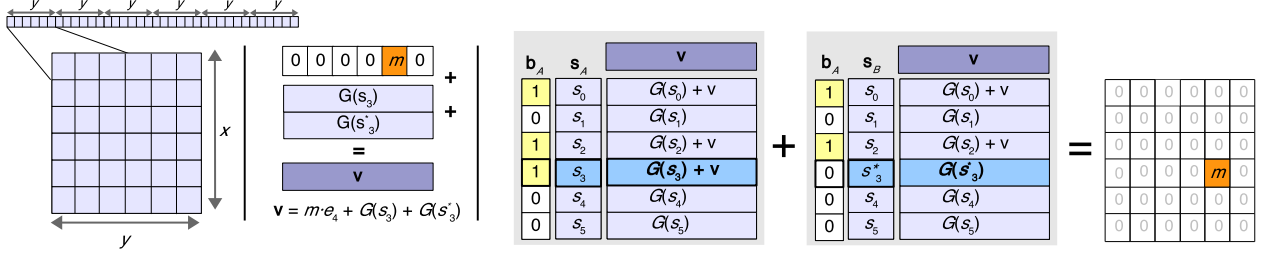 y y y y y y
x
y
0 0 0 0 m 0
+
G(s3)
+
G(s*3)
=
v
v = m·e4 + G(s3) + G(s*3)
bA sA v
1 s0 G(s0) + v
0 s1 G(s1)
1 s2 G(s2) + v
1 s3 G(s3) + v
0 s4 G(s4)
0 s5 G(s5)
+
bA sB v
1 s0 G(s0) + v
0 s1 G(s1)
1 s2 G(s2) + v
0 s*3 G(s*3)
0 s4 G(s4)
0 s5 G(s5)
=
0 0 0 0 0 0
0 0 0 0 0 0
0 0 0 0 0 0
0 0 0 0 m 0
0 0 0 0 0 0
0 0 0 0 0 0